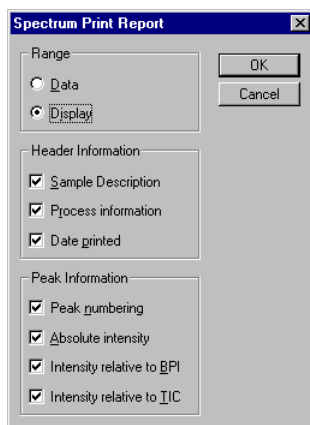 Spectrum Print Report
Range
Data
Display
OK
Cancel
Header Information
Sample Description
Process information
Date printed
Peak Information
Peak numbering
Absolute intensity
Intensity relative to BPI
Intensity relative to TIC